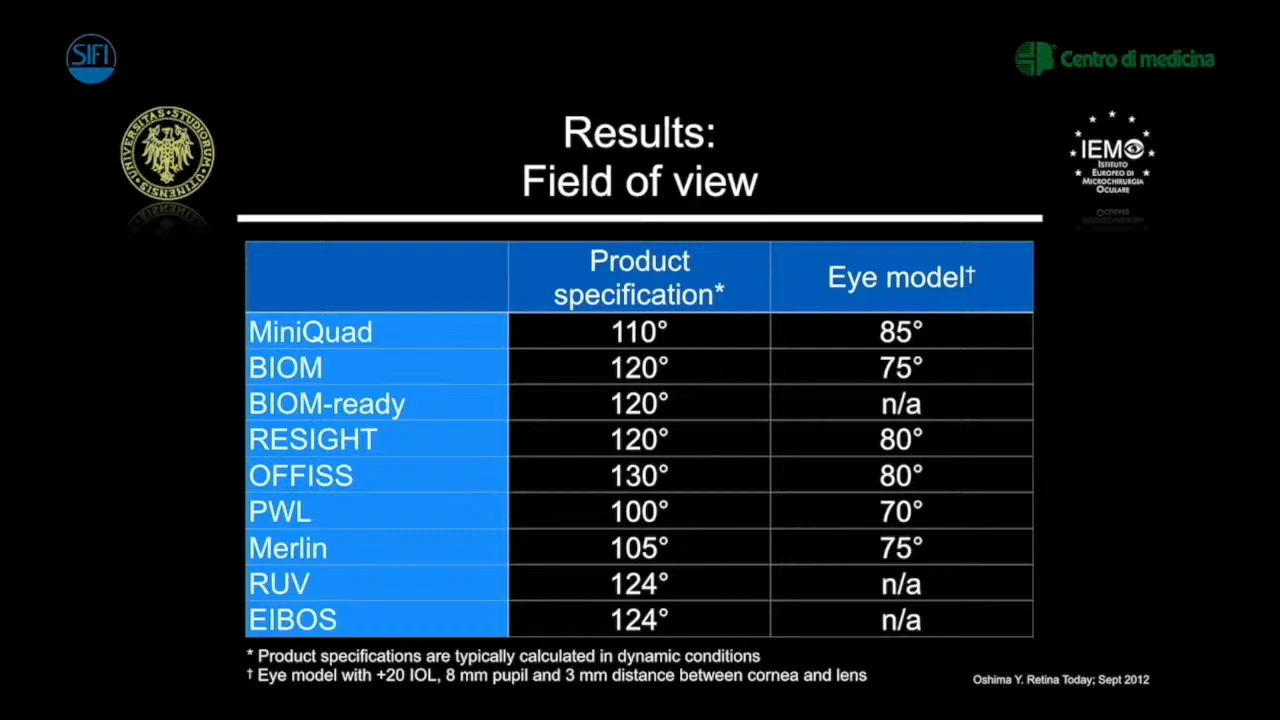 SIFI
Centro di medicina
UNIVERSITAS STUDIORUM UTINENSIS
IEMO
ISTITUTO
EUROPEO DI
MICROCHIRURGIA
OCULARE
Results:
Field of view
Product specification* Eye model†
MiniQuad 110° 85°
BIOM 120° 75°
BIOM-ready 120° n/a
RESIGHT 120° 80°
OFFISS 130° 80°
PWL 100° 70°
Merlin 105° 75°
RUV 124° n/a
EIBOS 124° n/a
* Product specifications are typically calculated in dynamic conditions
† Eye model with +20 IOL, 8 mm pupil and 3 mm distance between cornea and lens
Oshima Y. Retina Today; Sept 2012